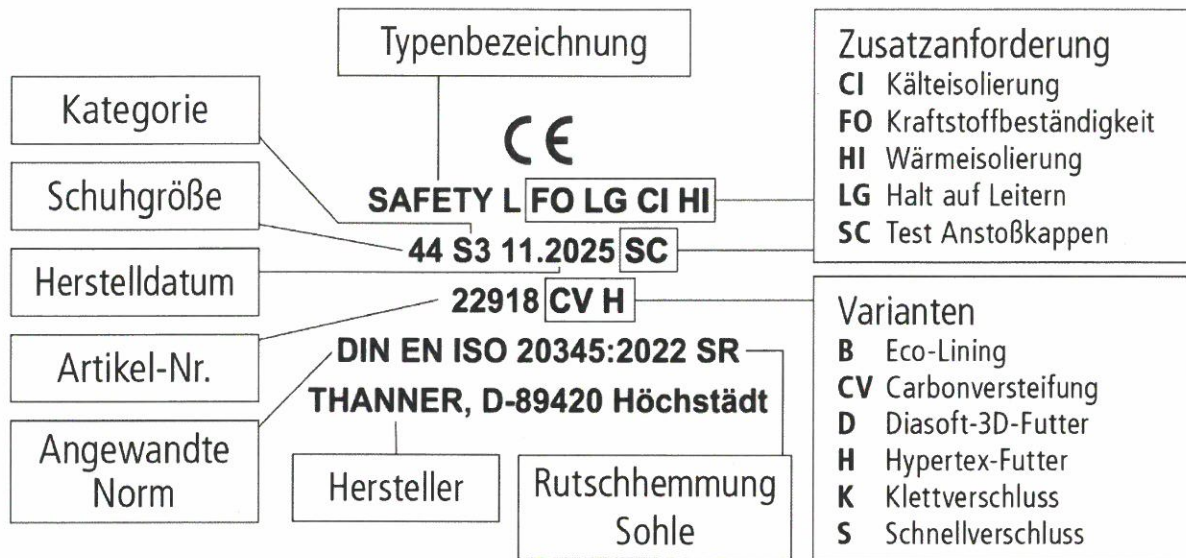 Typenbezeichnung
Kategorie
Schuhgröße
Herstelldatum
Artikel-Nr.
Angewandte
Norm
CE
SAFETY L FO LG CI HI
44 S3 11.2025 SC
22918 CV H
DIN EN ISO 20345:2022 SR
THANNER, D-89420 Höchstädt
Hersteller
Rutschhemmung
Sohle
Zusatzanforderung
CI Kälteisolierung
FO Kraftstoffbeständigkeit
HI Wärmeisolierung
LG Halt auf Leitern
SC Test Anstoßkappen
Varianten
B Eco-Lining
CV Carbonversteifung
D Diasoft-3D-Futter
H Hypertex-Futter
K Klettverschluss
S Schnellverschluss